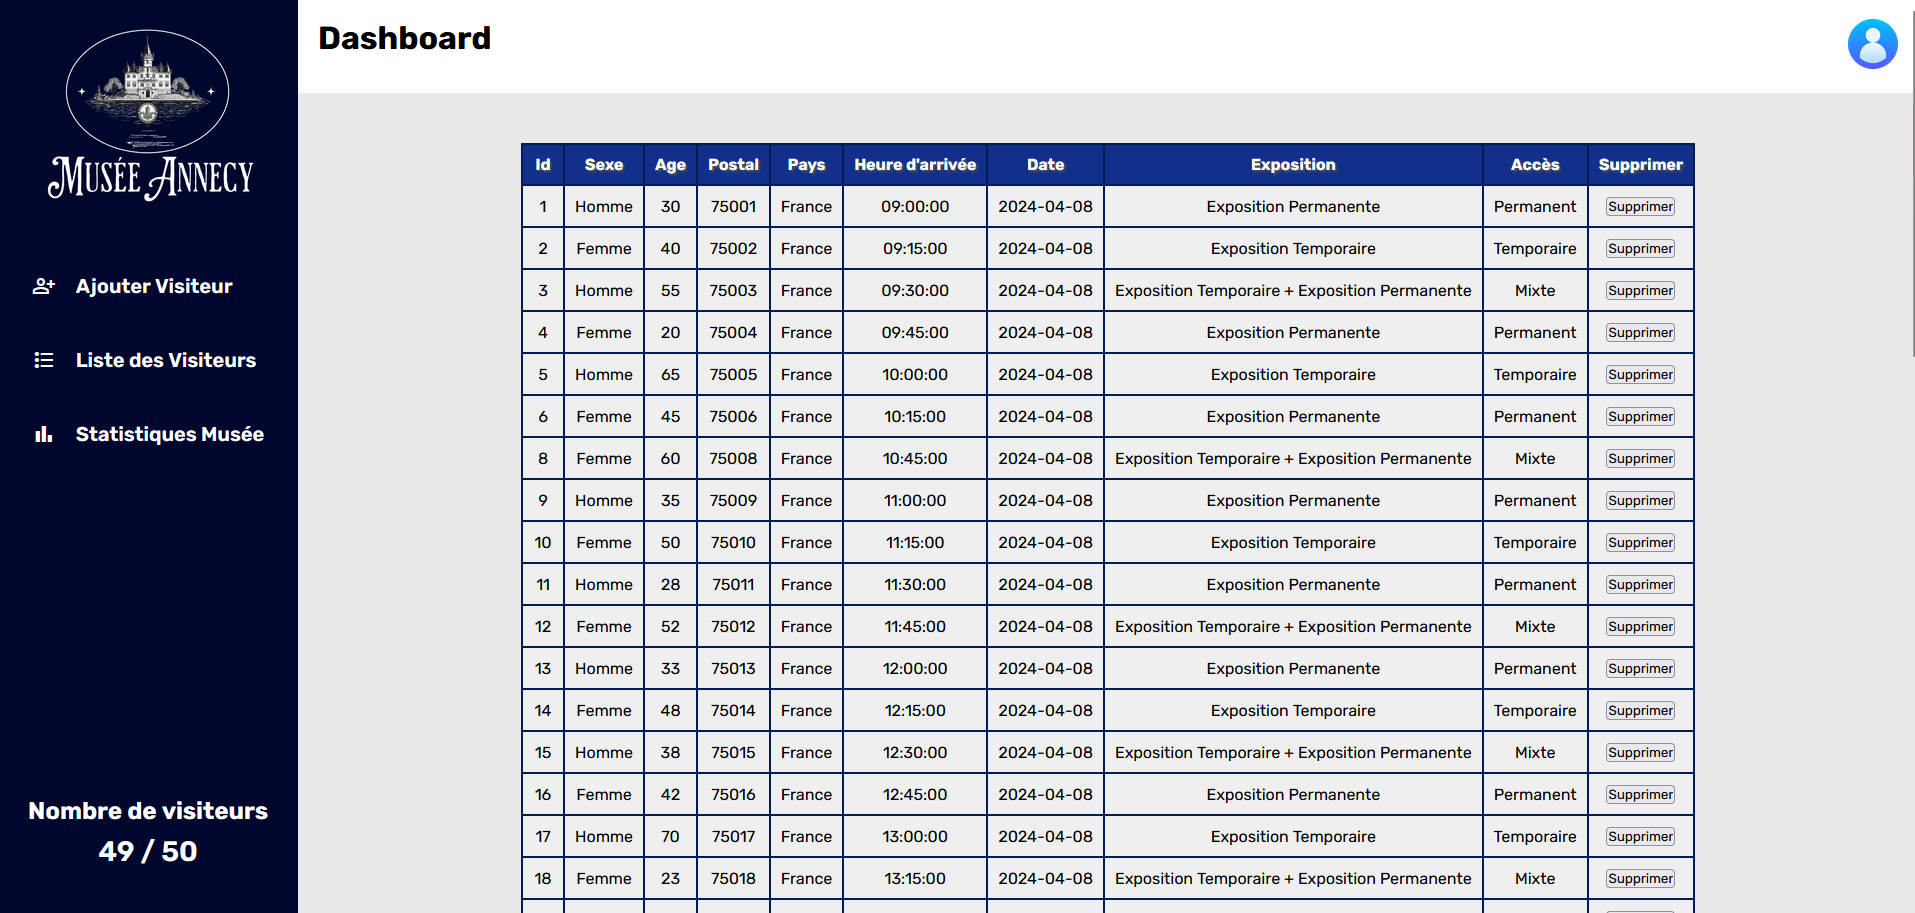 Musée Annecy
Ajouter Visiteur
Liste des Visiteurs
Statistiques Musée
Nombre de visiteurs
49 / 50
Dashboard
Id Sexe Age Postal Pays Heure d'arrivée Date Exposition Accès Supprimer
1 Homme 30 75001 France 09:00:00 2024-04-08 Exposition Permanente Permanent Supprimer
2 Femme 40 75002 France 09:15:00 2024-04-08 Exposition Temporaire Temporaire Supprimer
3 Homme 55 75003 France 09:30:00 2024-04-08 Exposition Temporaire + Exposition Permanente Mixte Supprimer
4 Femme 20 75004 France 09:45:00 2024-04-08 Exposition Permanente Permanent Supprimer
5 Homme 65 75005 France 10:00:00 2024-04-08 Exposition Temporaire Temporaire Supprimer
6 Femme 45 75006 France 10:15:00 2024-04-08 Exposition Permanente Permanent Supprimer
8 Femme 60 75008 France 10:45:00 2024-04-08 Exposition Temporaire + Exposition Permanente Mixte Supprimer
9 Homme 35 75009 France 11:00:00 2024-04-08 Exposition Permanente Permanent Supprimer
10 Femme 50 75010 France 11:15:00 2024-04-08 Exposition Temporaire Temporaire Supprimer
11 Homme 28 75011 France 11:30:00 2024-04-08 Exposition Permanente Permanent Supprimer
12 Femme 52 75012 France 11:45:00 2024-04-08 Exposition Temporaire + Exposition Permanente Mixte Supprimer
13 Homme 33 75013 France 12:00:00 2024-04-08 Exposition Permanente Permanent Supprimer
14 Femme 48 75014 France 12:15:00 2024-04-08 Exposition Temporaire Temporaire Supprimer
15 Homme 38 75015 France 12:30:00 2024-04-08 Exposition Temporaire + Exposition Permanente Mixte Supprimer
16 Femme 42 75016 France 12:45:00 2024-04-08 Exposition Permanente Permanent Supprimer
17 Homme 70 75017 France 13:00:00 2024-04-08 Exposition Temporaire Temporaire Supprimer
18 Femme 23 75018 France 13:15:00 2024-04-08 Exposition Temporaire + Exposition Permanente Mixte Supprimer